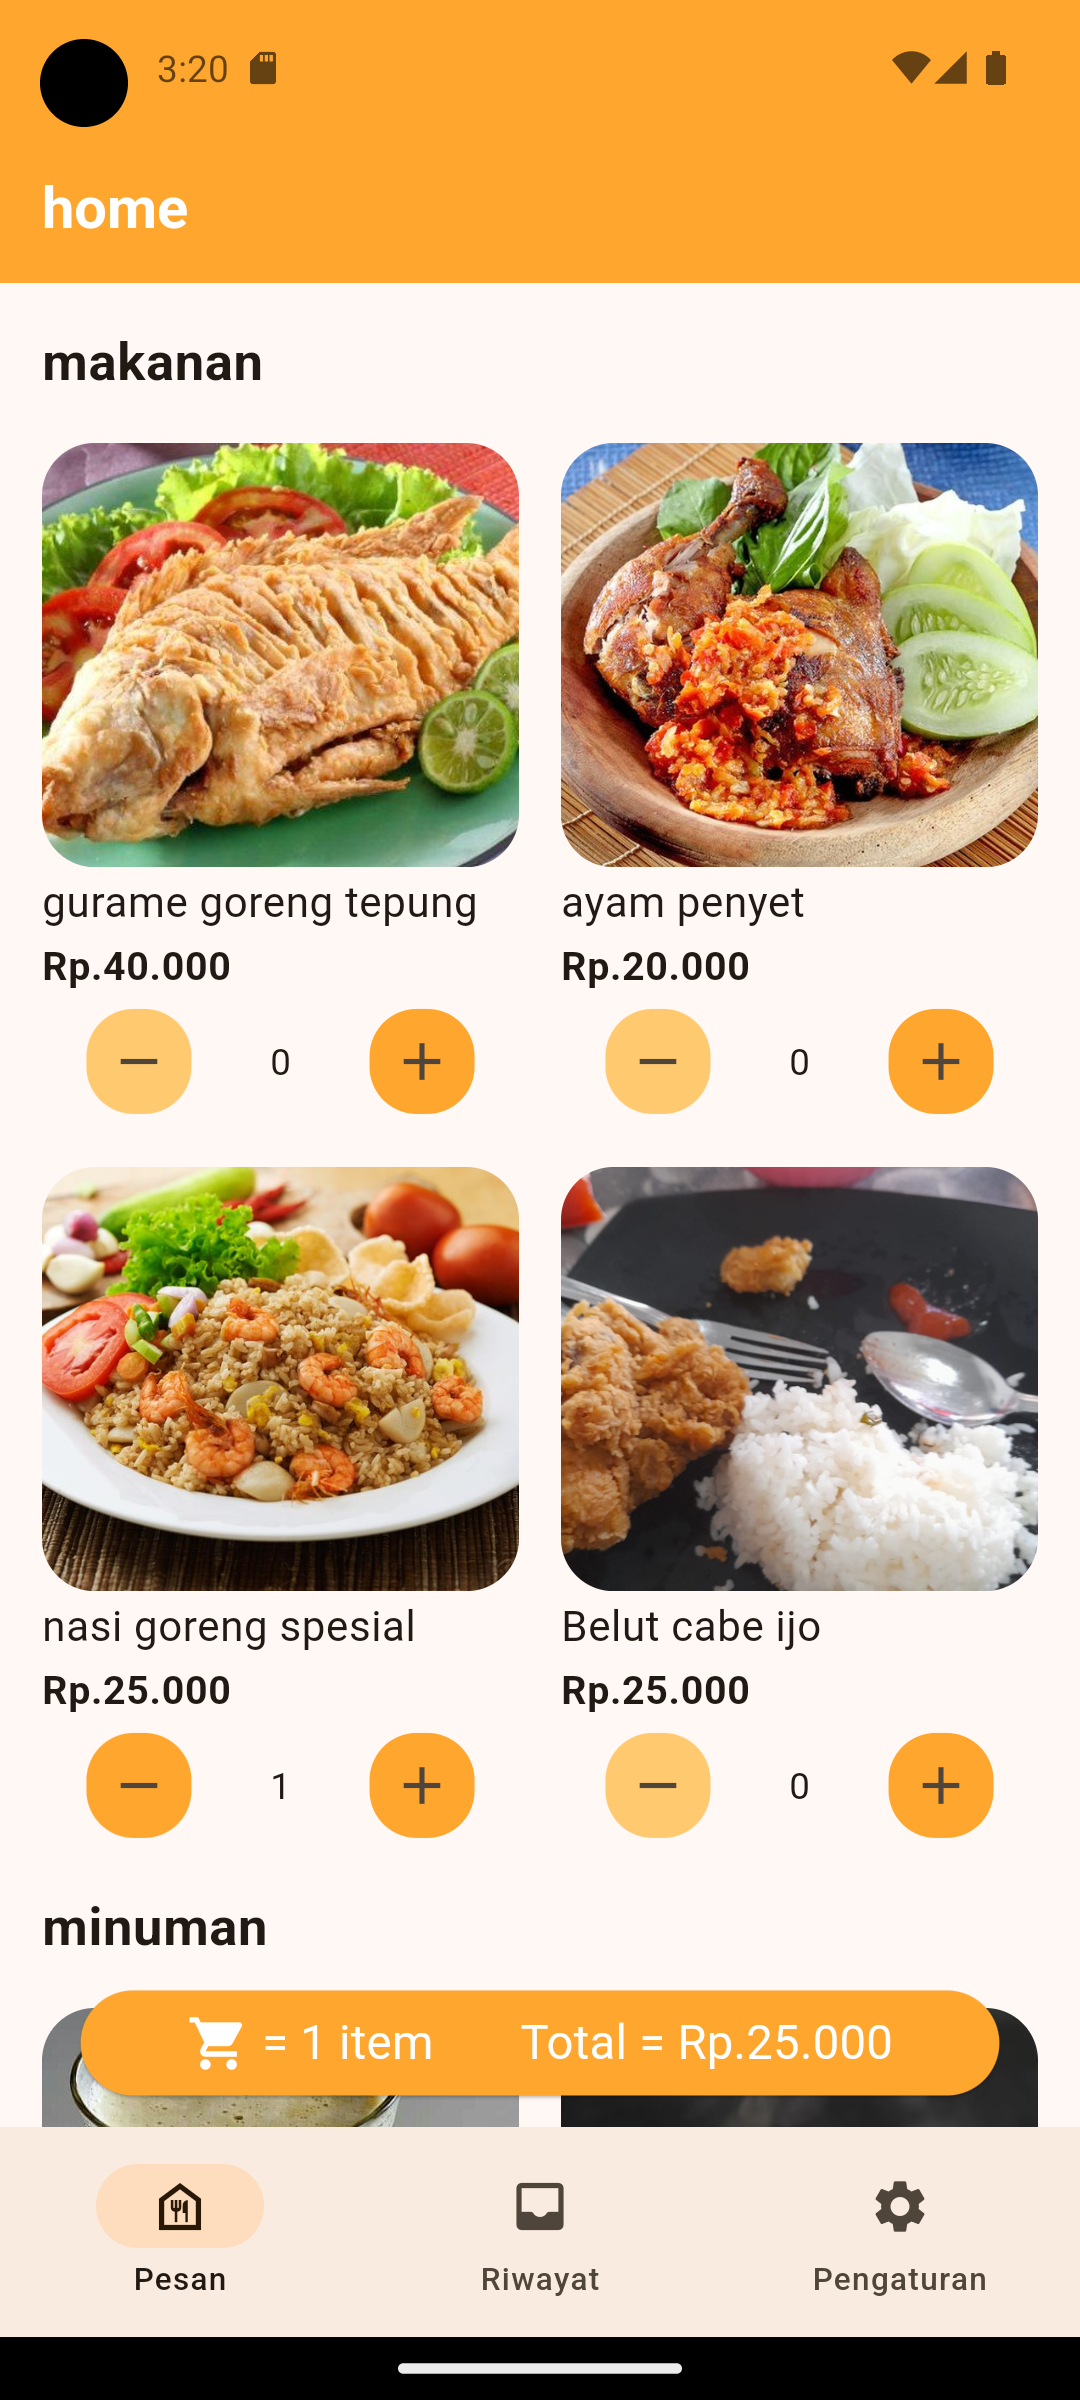 3:20
home
makanan
gurame goreng tepung
Rp.40.000
0
ayam penyet
Rp.20.000
0
nasi goreng spesial
Rp.25.000
1
Belut cabe ijo
Rp.25.000
0
minuman
= 1 item Total = Rp.25.000
Pesan
Riwayat
Pengaturan